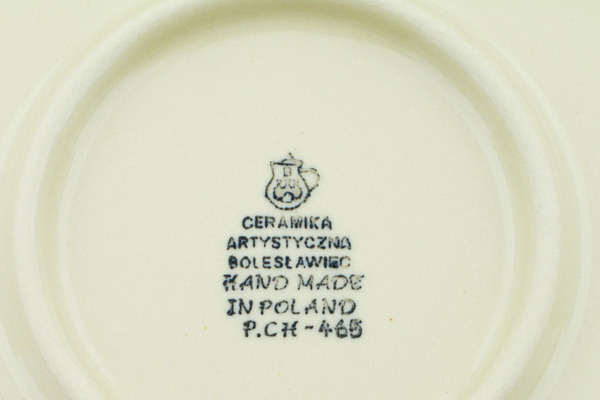 CERAMIKA
ARTYSTYCZNA
BOLESŁAWIEC
HAND MADE
IN POLAND
P.CH-465